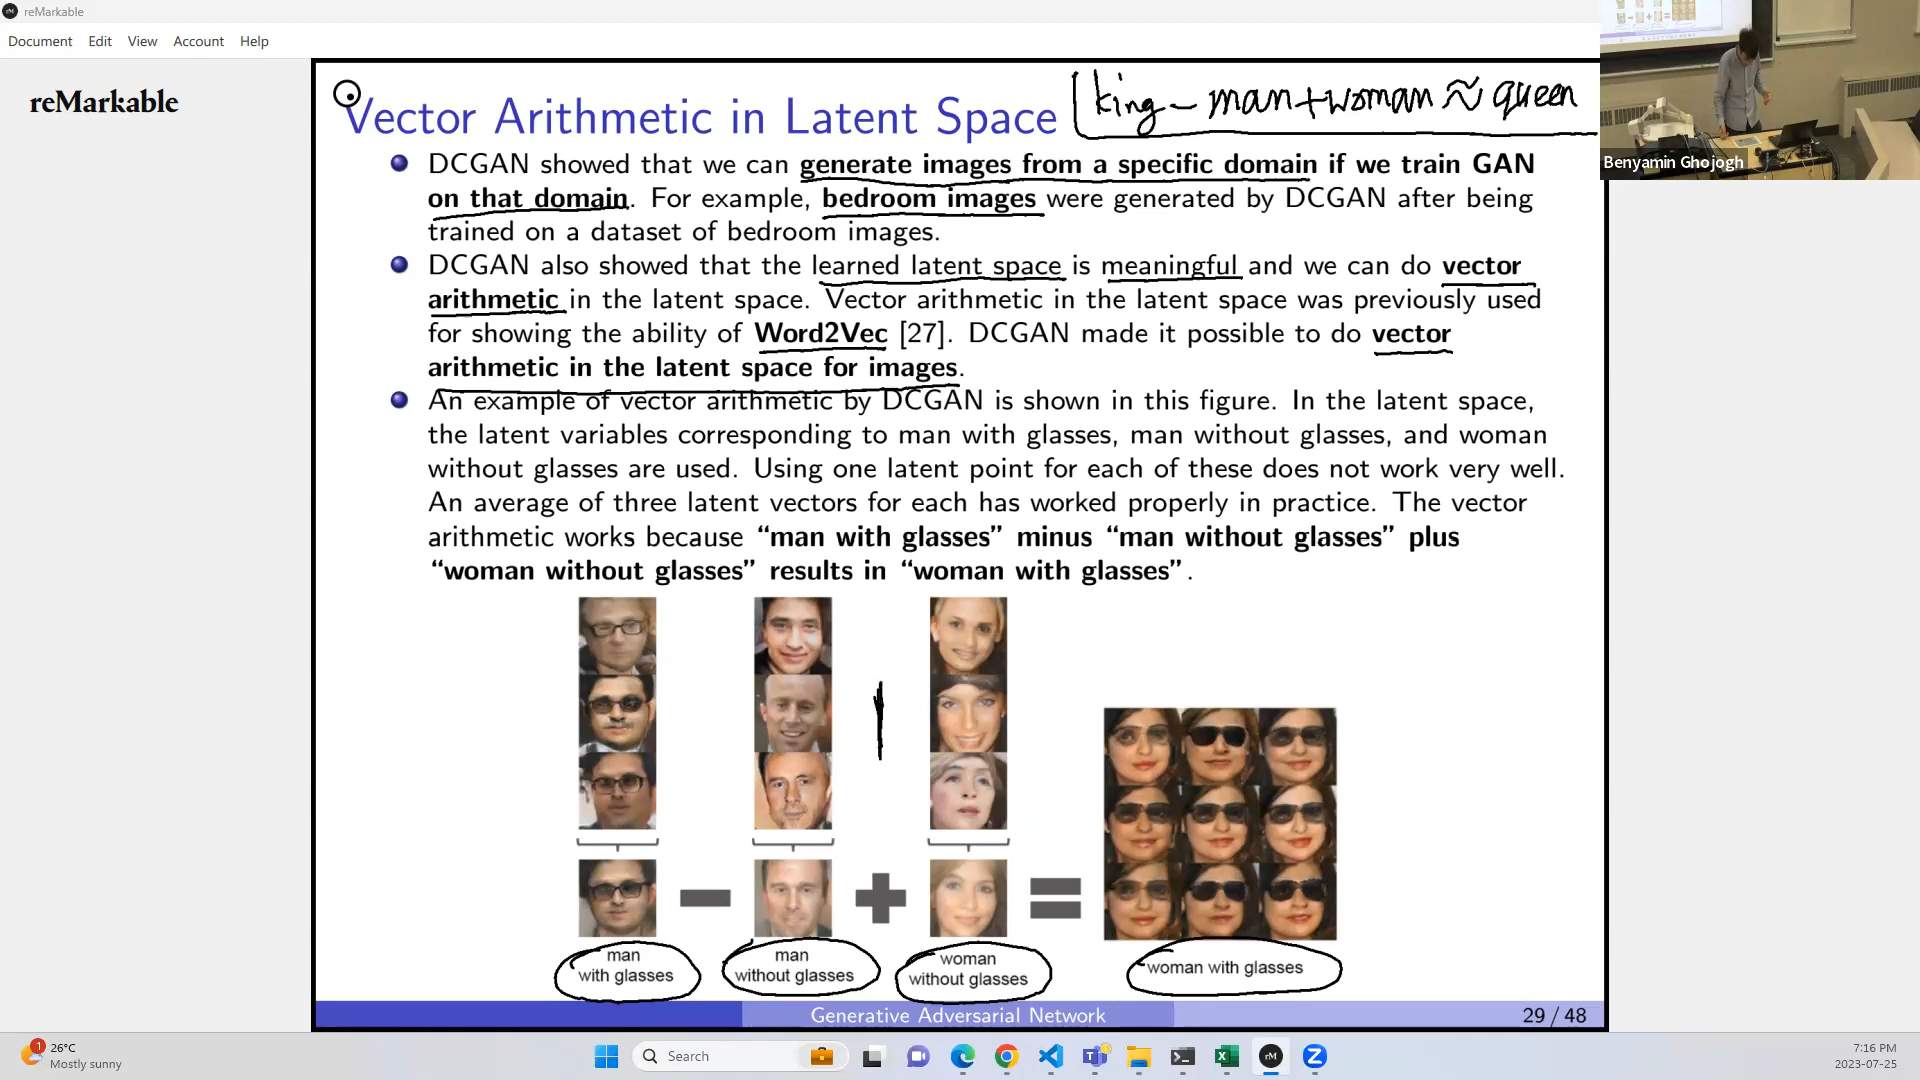 reMarkable
Document Edit View Account Help
reMarkable
Vector Arithmetic in Latent Space
king - man + woman ≈ queen
Benyamin Ghojogh
DCGAN showed that we can generate images from a specific domain if we train GAN
on that domain. For example, bedroom images were generated by DCGAN after being
trained on a dataset of bedroom images.
DCGAN also showed that the learned latent space is meaningful and we can do vector
arithmetic in the latent space. Vector arithmetic in the latent space was previously used
for showing the ability of Word2Vec [27]. DCGAN made it possible to do vector
arithmetic in the latent space for images.
An example of vector arithmetic by DCGAN is shown in this figure. In the latent space,
the latent variables corresponding to man with glasses, man without glasses, and woman
without glasses are used. Using one latent point for each of these does not work very well.
An average of three latent vectors for each has worked properly in practice. The vector
arithmetic works because "man with glasses" minus "man without glasses" plus
"woman without glasses" results in "woman with glasses".
man
with glasses
man
without glasses
woman
without glasses
woman with glasses
Generative Adversarial Network
29 / 48
1
26°C
Mostly sunny
Search
7:16 PM
2023-07-25